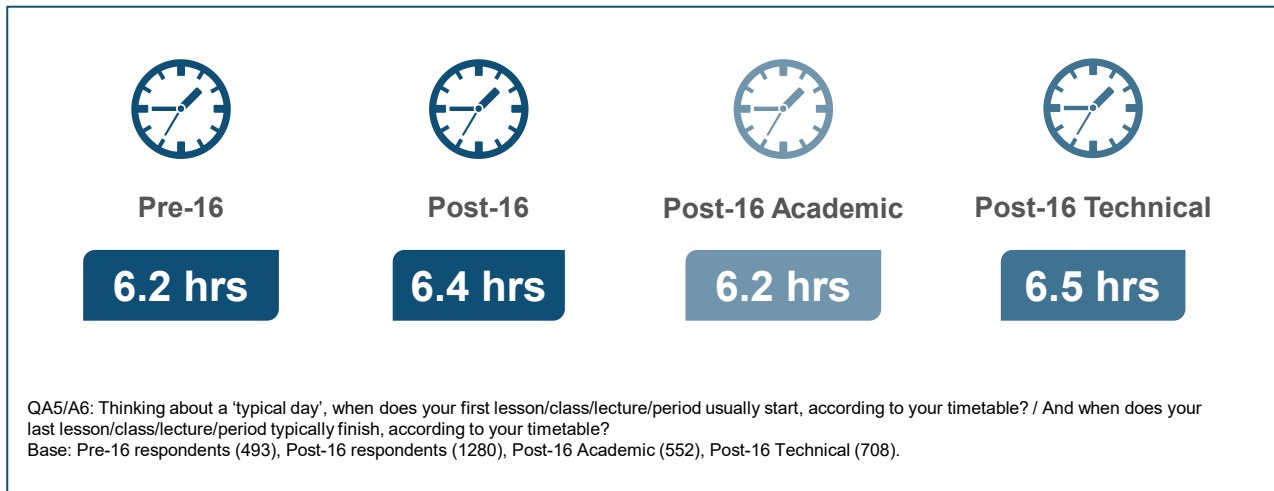 Pre-16
Post-16
Post-16 Academic
Post-16 Technical
6.2 hrs
6.4 hrs
6.2 hrs
6.5 hrs
QA5/A6: Thinking about a ‘typical day’, when does your first lesson/class/lecture/period usually start, according to your timetable? / And when does your
last lesson/class/lecture/period typically finish, according to your timetable?
Base: Pre-16 respondents (493), Post-16 respondents (1280), Post-16 Academic (552), Post-16 Technical (708).